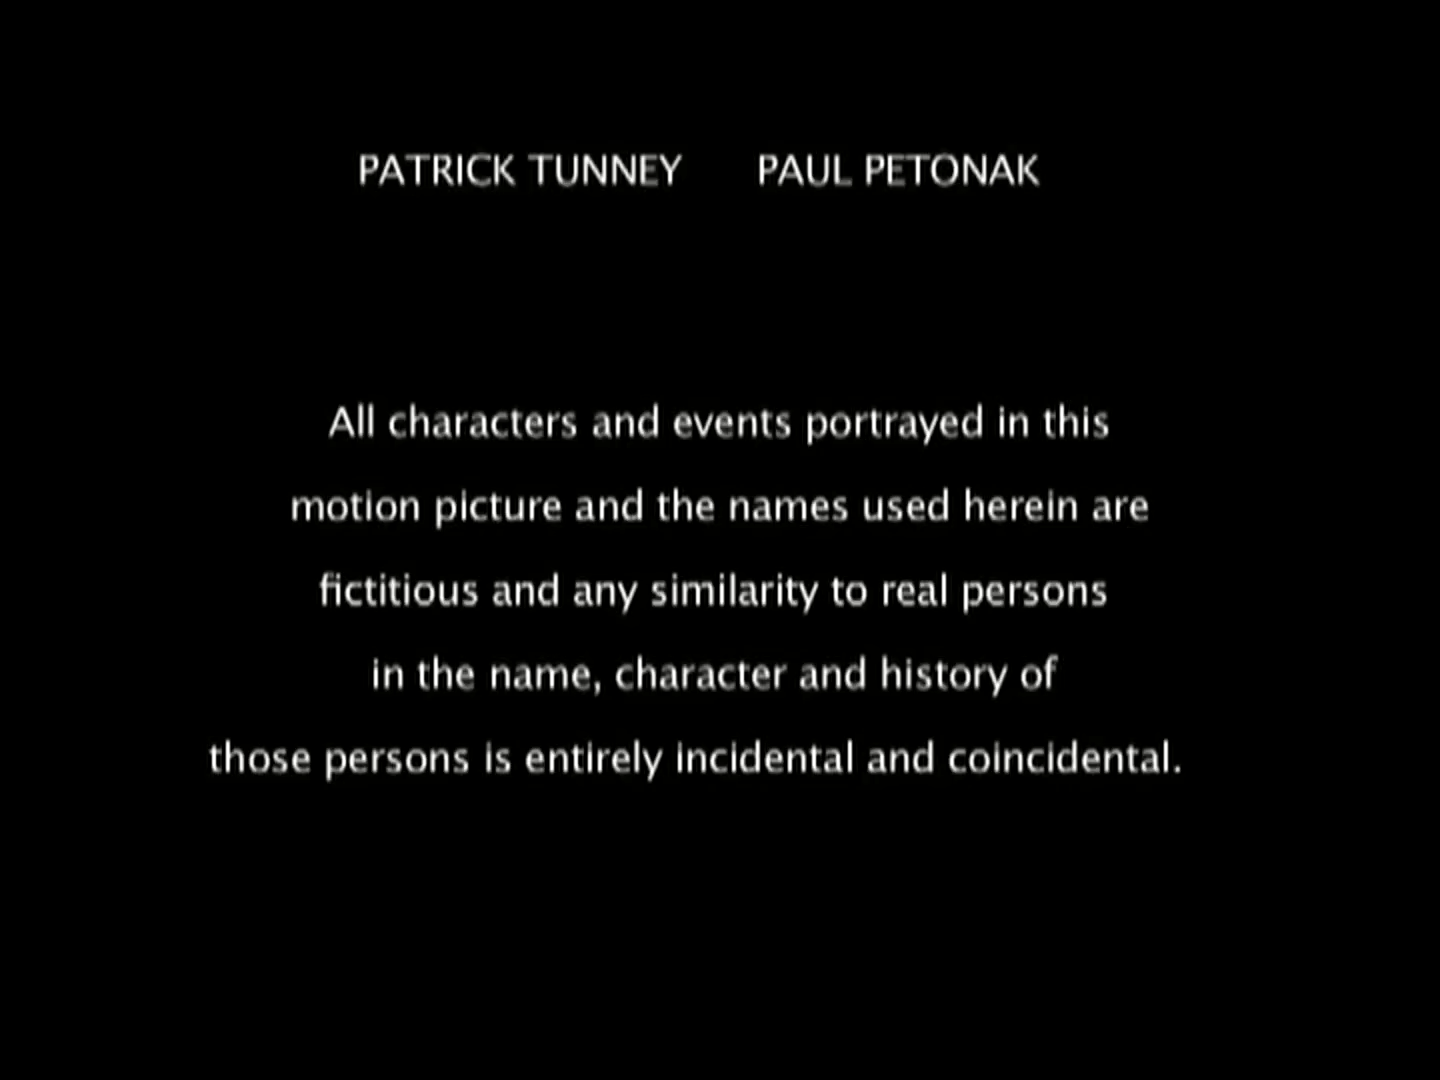 PATRICK TUNNEY PAUL PETONAK
All characters and events portrayed in this
motion picture and the names used herein are
fictitious and any similarity to real persons
in the name, character and history of
those persons is entirely incidental and coincidental.